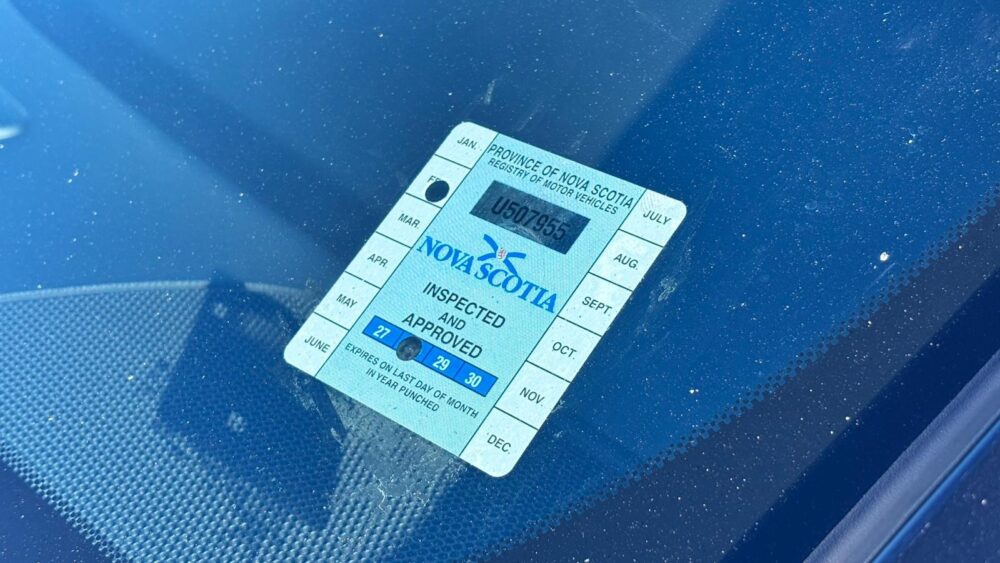 JAN.
MAR
APR
MAY
JUNE
PROVINCE OF NOVA SCOTIA
REGISTRY OF MOTOR VEHICLES
U507955
NOVA SCOTIA
INSPECTED
AND
APPROVED
27 29 30
EXPIRES ON LAST DAY OF MONTH
IN YEAR PUNCHED
JULY
AUG.
SEPT.
OCT.
NOV.
DEC.